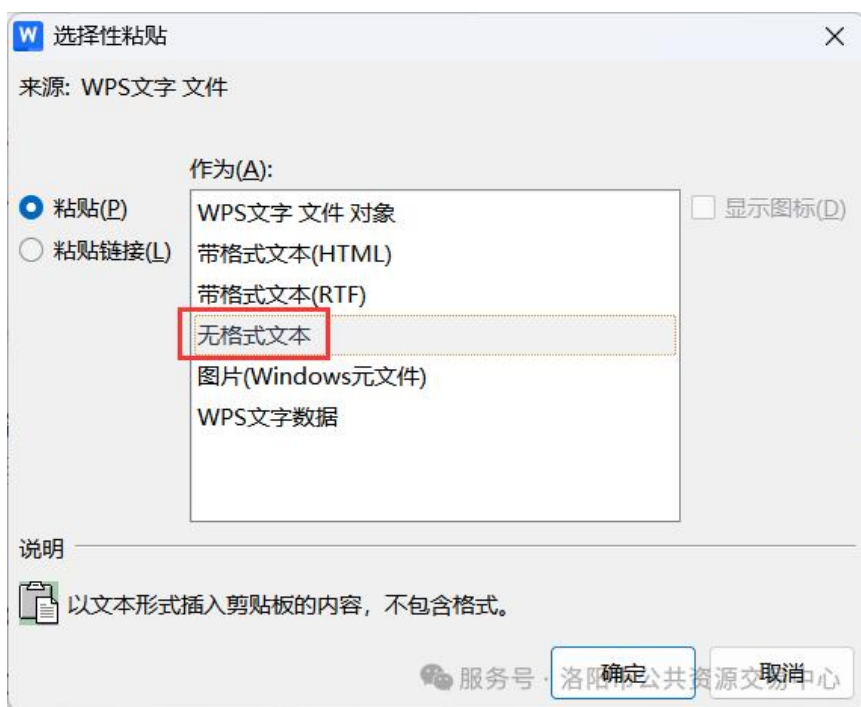 W 选择性粘贴
来源: WPS文字 文件
作为(A):
粘贴(P)
粘贴链接(L)
WPS文字 文件 对象
带格式文本(HTML)
带格式文本(RTF)
无格式文本
图片(Windows元文件)
WPS文字数据
显示图标(D)
说明
以文本形式插入剪贴板的内容，不包含格式。
确定
取消
服务号 · 洛阳市公共资源交易中心